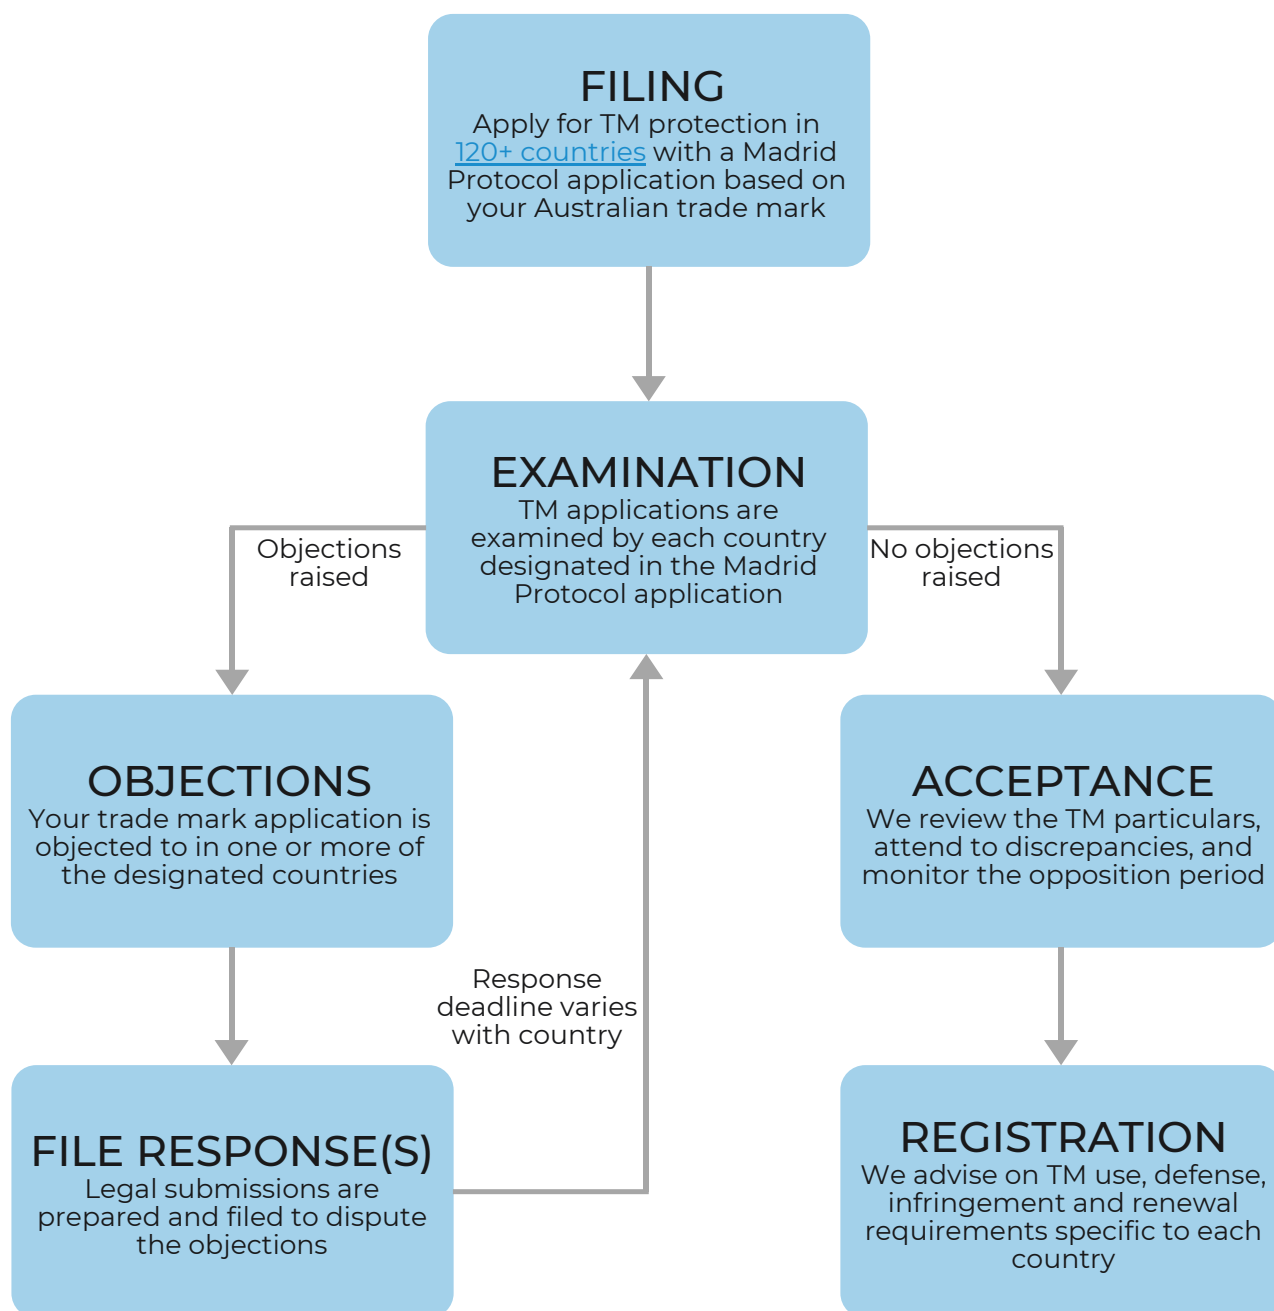 FILING
Apply for TM protection in
120+ countries with a Madrid
Protocol application based on
your Australian trade mark
EXAMINATION
TM applications are
examined by each country
designated in the Madrid
Protocol application
Objections
raised
No objections
raised
OBJECTIONS
Your trade mark application is
objected to in one or more of
the designated countries
ACCEPTANCE
We review the TM particulars,
attend to discrepancies, and
monitor the opposition period
Response
deadline varies
with country
FILE RESPONSE(S)
Legal submissions are
prepared and filed to dispute
the objections
REGISTRATION
We advise on TM use, defense,
infringement and renewal
requirements specific to each
country